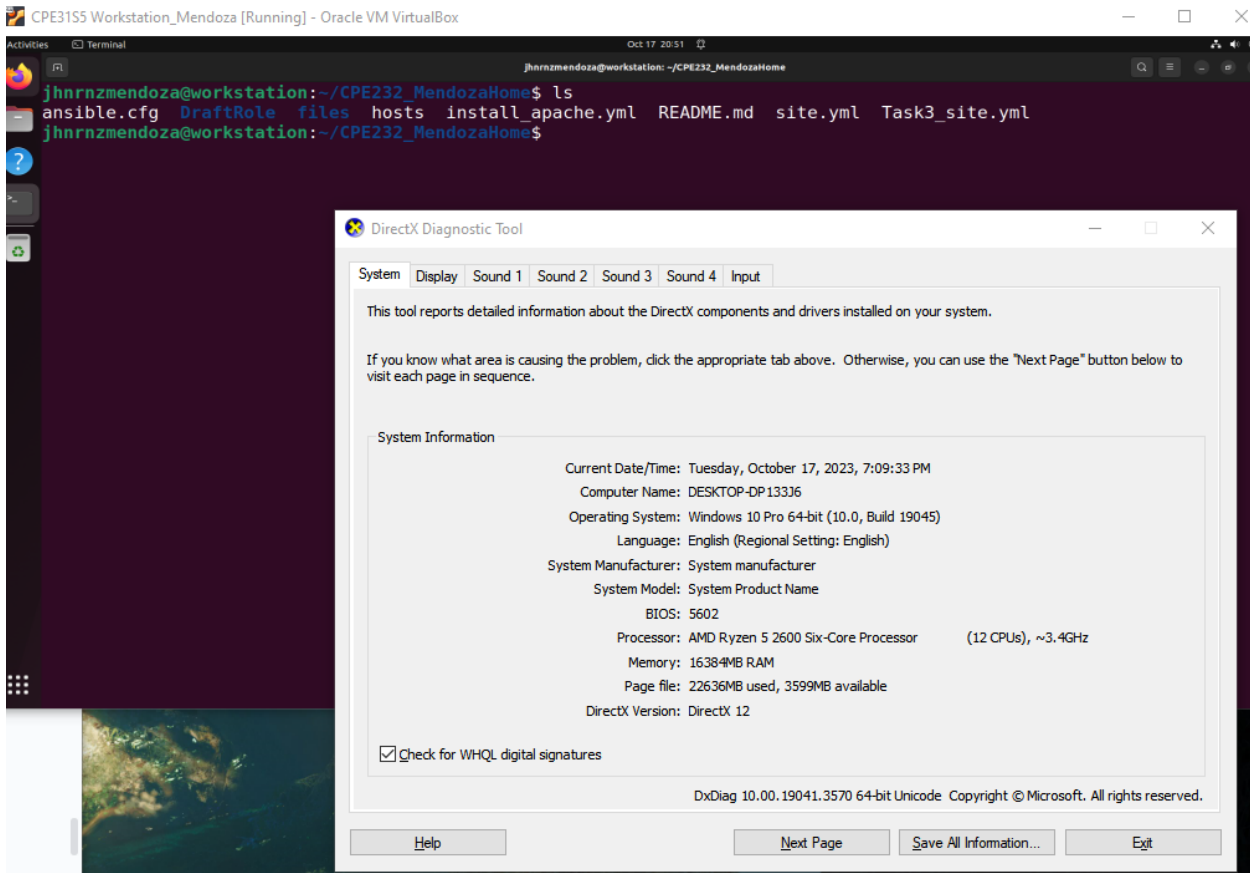 CPE31S5 Workstation_Mendoza [Running] - Oracle VM VirtualBox
Activities Terminal Oct 17 20:51
jhnrnzmendoza@workstation: ~/CPE232_MendozaHome
jhnrnzmendoza@workstation:~/CPE232_MendozaHome$ ls
ansible.cfg DraftRole files hosts install_apache.yml README.md site.yml Task3_site.yml
jhnrnzmendoza@workstation:~/CPE232_MendozaHome$
DirectX Diagnostic Tool
System Display Sound 1 Sound 2 Sound 3 Sound 4 Input
This tool reports detailed information about the DirectX components and drivers installed on your system.
If you know what area is causing the problem, click the appropriate tab above. Otherwise, you can use the "Next Page" button below to
visit each page in sequence.
System Information
Current Date/Time: Tuesday, October 17, 2023, 7:09:33 PM
Computer Name: DESKTOP-DP133J6
Operating System: Windows 10 Pro 64-bit (10.0, Build 19045)
Language: English (Regional Setting: English)
System Manufacturer: System manufacturer
System Model: System Product Name
BIOS: 5602
Processor: AMD Ryzen 5 2600 Six-Core Processor (12 CPUs), ~3.4GHz
Memory: 16384MB RAM
Page file: 22636MB used, 3599MB available
DirectX Version: DirectX 12
Check for WHQL digital signatures
DxDiag 10.00.19041.3570 64-bit Unicode Copyright © Microsoft. All rights reserved.
Help Next Page Save All Information... Exit